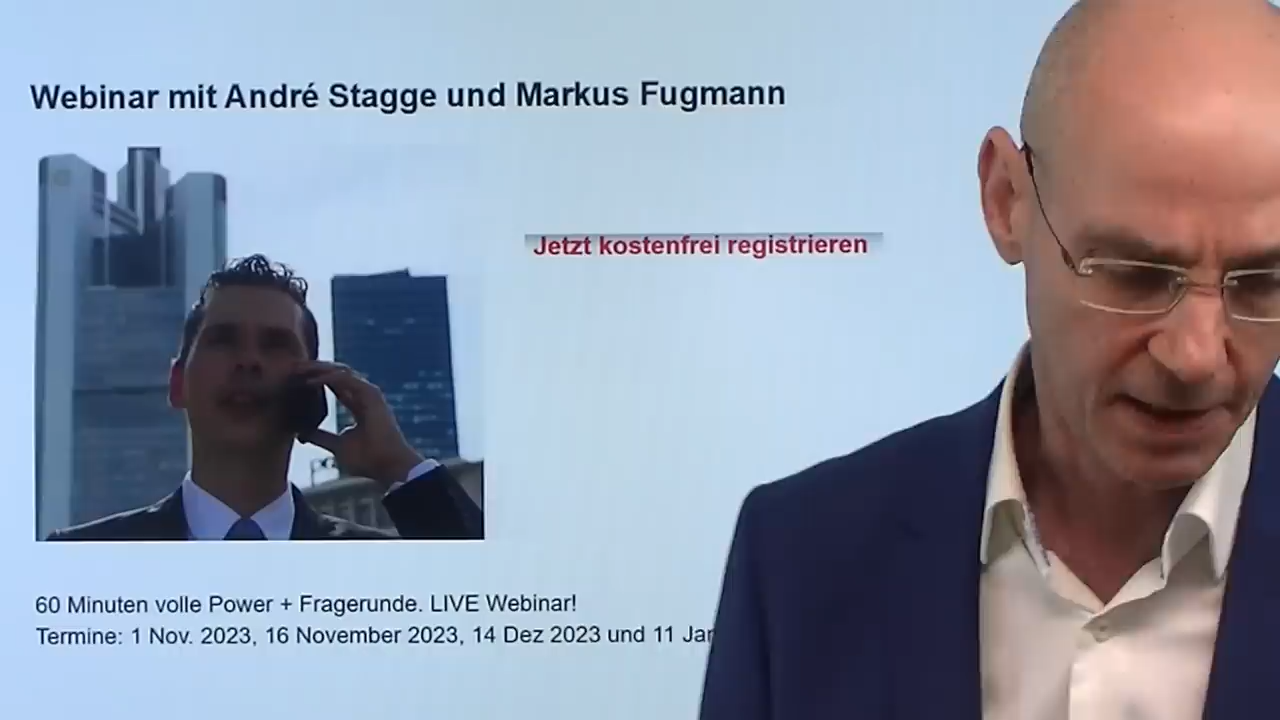 Webinar mit André Stagge und Markus Fugmann
Jetzt kostenfrei registrieren
60 Minuten volle Power + Fragerunde. LIVE Webinar!
Termine: 1 Nov. 2023, 16 November 2023, 14 Dez 2023 und 11 Jan